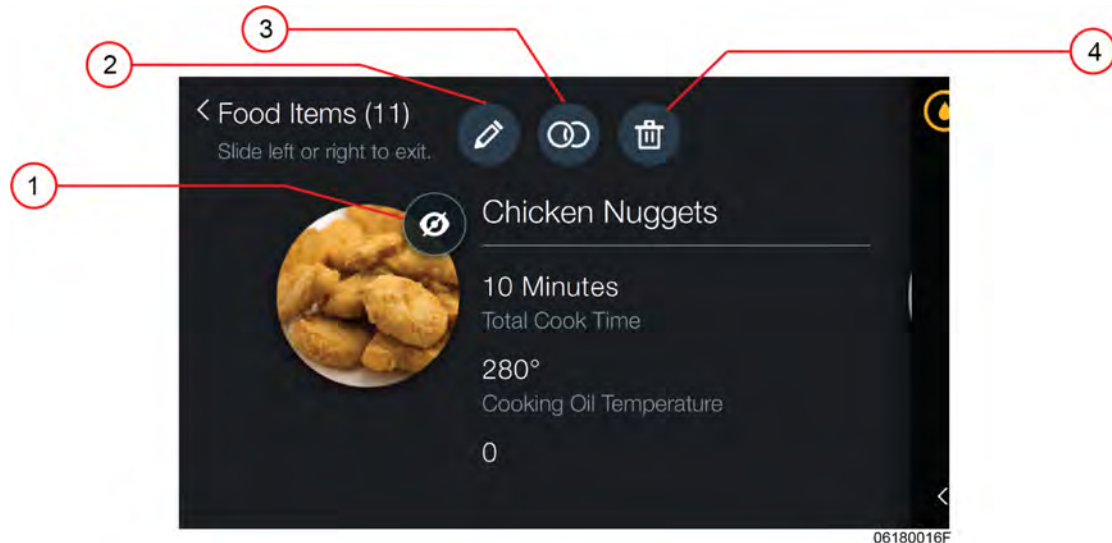 3
2
4
< Food Items (11)
Slide left or right to exit.
1
Chicken Nuggets
10 Minutes
Total Cook Time
280°
Cooking Oil Temperature
0
06180016F